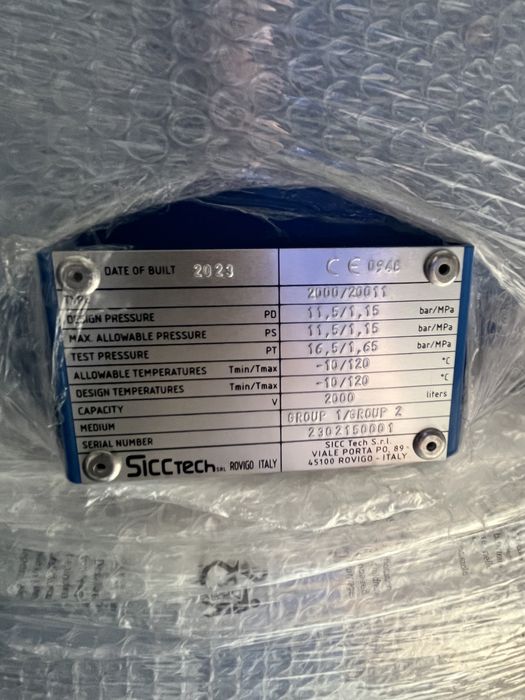 DATE OF BUILT 2023 CE 0948
TYPE 2000/20011
DESIGN PRESSURE PD 11,5/1,15 bar/MPa
MAX. ALLOWABLE PRESSURE PS 11,5/1,15 bar/MPa
TEST PRESSURE PT 16,5/1,65 bar/MPa
ALLOWABLE TEMPERATURES Tmin/Tmax -10/120 °C
DESIGN TEMPERATURES Tmin/Tmax -10/120 °C
CAPACITY V 2000 liters
MEDIUM GROUP 1/GROUP 2
SERIAL NUMBER 2302150001
SICCTECH SRL ROVIGO ITALY
SICC Tech S.r.l.
VIALE PORTA PO, 89
45100 ROVIGO - ITALY